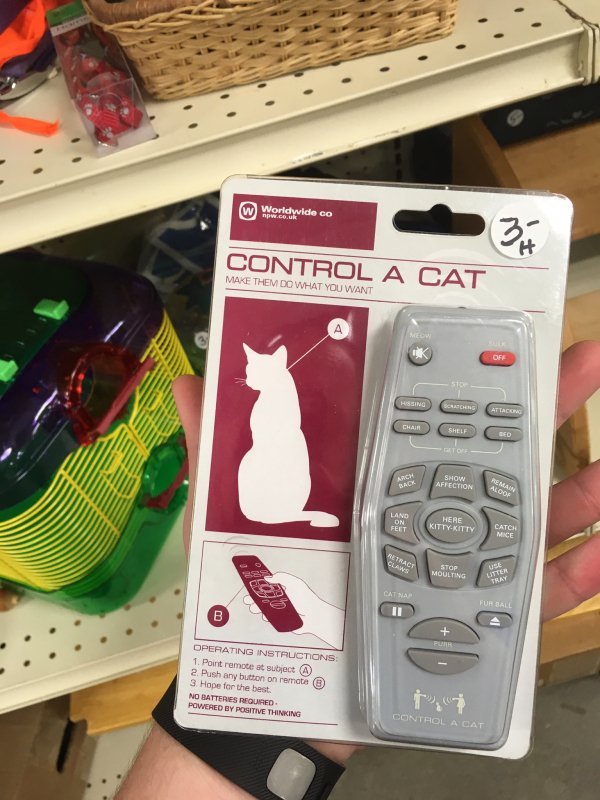 W Worldwide co
npw.co.uk
3-
H
CONTROL A CAT
MAKE THEM DO WHAT YOU WANT
A
MEOW
SULK
OFF
STOP
HISSING
SCRATCHING
ATTACKING
CHAIR
SHELF
BED
GET OFF
ARCH
BACK
SHOW
AFFECTION
REMAIN
ALOOF
LAND
ON
FEET
HERE
KITTY-KITTY
CATCH
MICE
RETRACT
CLAWS
STOP
MOULTING
USE
LITTER
TRAY
CAT NAP
FUR BALL
+
PURR
-
CONTROL A CAT
B
OPERATING INSTRUCTIONS:
1. Point remote at subject A
2. Push any button on remote B
3. Hope for the best.
NO BATTERIES REQUIRED -
POWERED BY POSITIVE THINKING